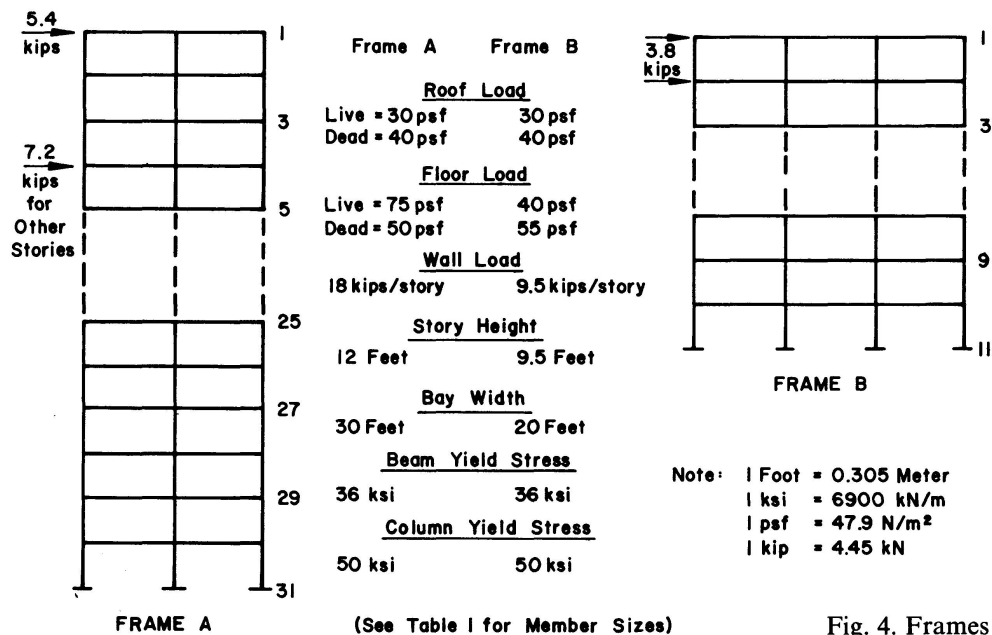 5.4
kips
1
3
7.2
kips
for
Other
Stories
5
25
27
29
31
FRAME A
Frame A Frame B
Roof Load
Live = 30 psf 30 psf
Dead = 40 psf 40 psf
Floor Load
Live = 75 psf 40 psf
Dead = 50 psf 55 psf
Wall Load
18 kips/story 9.5 kips/story
Story Height
12 Feet 9.5 Feet
Bay Width
30 Feet 20 Feet
Beam Yield Stress
36 ksi 36 ksi
Column Yield Stress
50 ksi 50 ksi
(See Table 1 for Member Sizes)
3.8
kips
1
3
9
11
FRAME B
Note: 1 Foot = 0.305 Meter
1 ksi = 6900 kN/m
1 psf = 47.9 N/m²
1 kip = 4.45 kN
Fig. 4. Frames